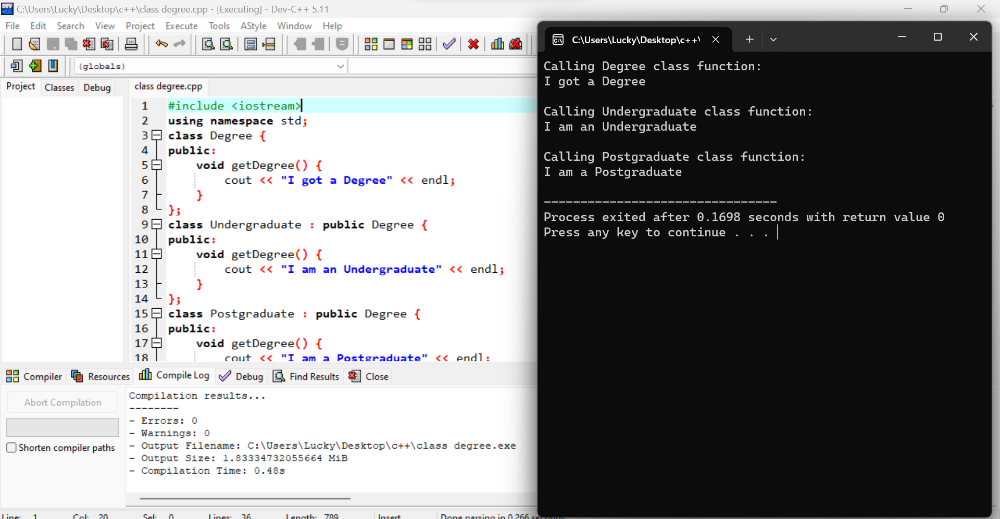 C:\Users\Lucky\Desktop\c++\class degree.cpp - [Executing] - Dev-C++ 5.11
File Edit Search View Project Execute Tools AStyle Window Help
(globals)
Project Classes Debug
class degree.cpp
1 #include <iostream>
2 using namespace std;
3 class Degree {
4 public:
5 void getDegree() {
6 cout << "I got a Degree" << endl;
7 }
8 };
9 class Undergraduate : public Degree {
10 public:
11 void getDegree() {
12 cout << "I am an Undergraduate" << endl;
13 }
14 };
15 class Postgraduate : public Degree {
16 public:
17 void getDegree() {
18 cout << "I am a Postgraduate" << endl;
Compiler Resources Compile Log Debug Find Results Close
Abort Compilation
Shorten compiler paths
Compilation results...
--------
- Errors: 0
- Warnings: 0
- Output Filename: C:\Users\Lucky\Desktop\c++\class degree.exe
- Output Size: 1.83334732055664 MiB
- Compilation Time: 0.48s
Line: 1 Col: 20 Sel: 0 Lines: 36 Length: 789 Insert Done parsing in 0.266 seconds
C:\Users\Lucky\Desktop\c++\
Calling Degree class function:
I got a Degree
Calling Undergraduate class function:
I am an Undergraduate
Calling Postgraduate class function:
I am a Postgraduate
--------------------------------
Process exited after 0.1698 seconds with return value 0
Press any key to continue . . .